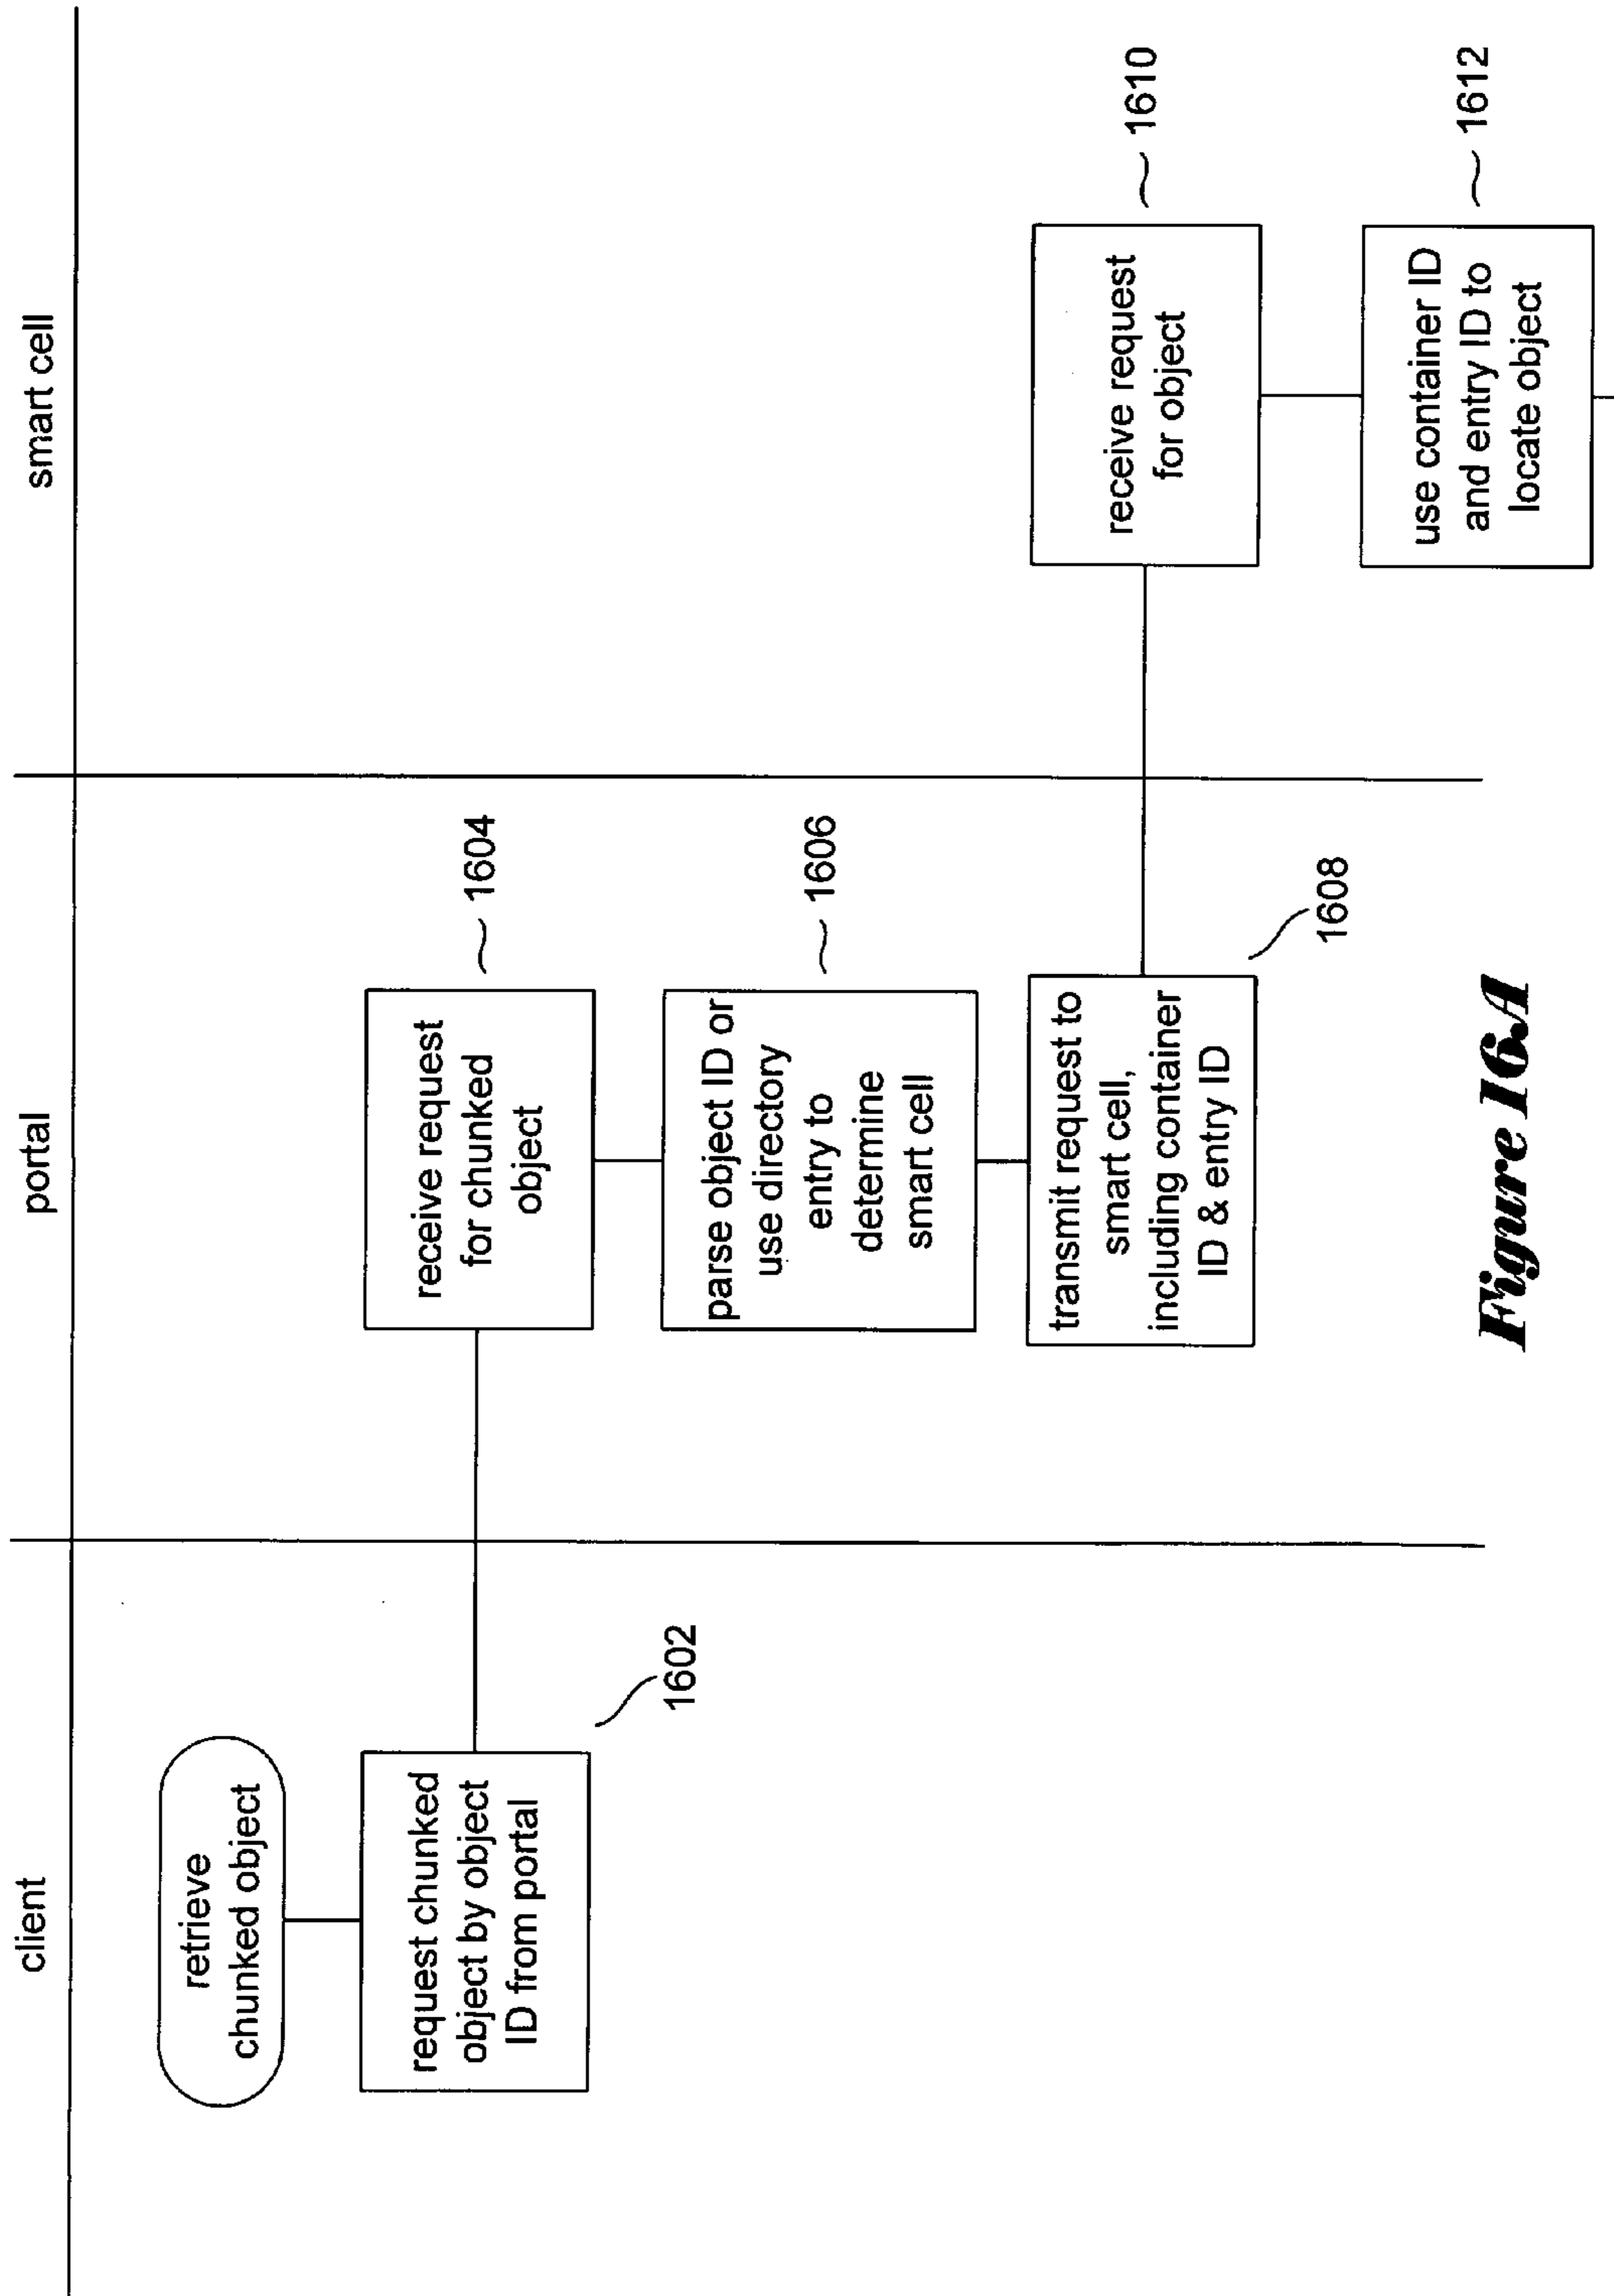 client
portal
smart cell
retrieve
chunked object
request chunked
object by object
ID from portal
1602
receive request
for chunked
object
1604
parse object ID or
use directory
entry to
determine
smart cell
1606
transmit request to
smart cell,
including container
ID & entry ID
1608
receive request
for object
1610
use container ID
and entry ID to
locate object
1612
Figure 16A